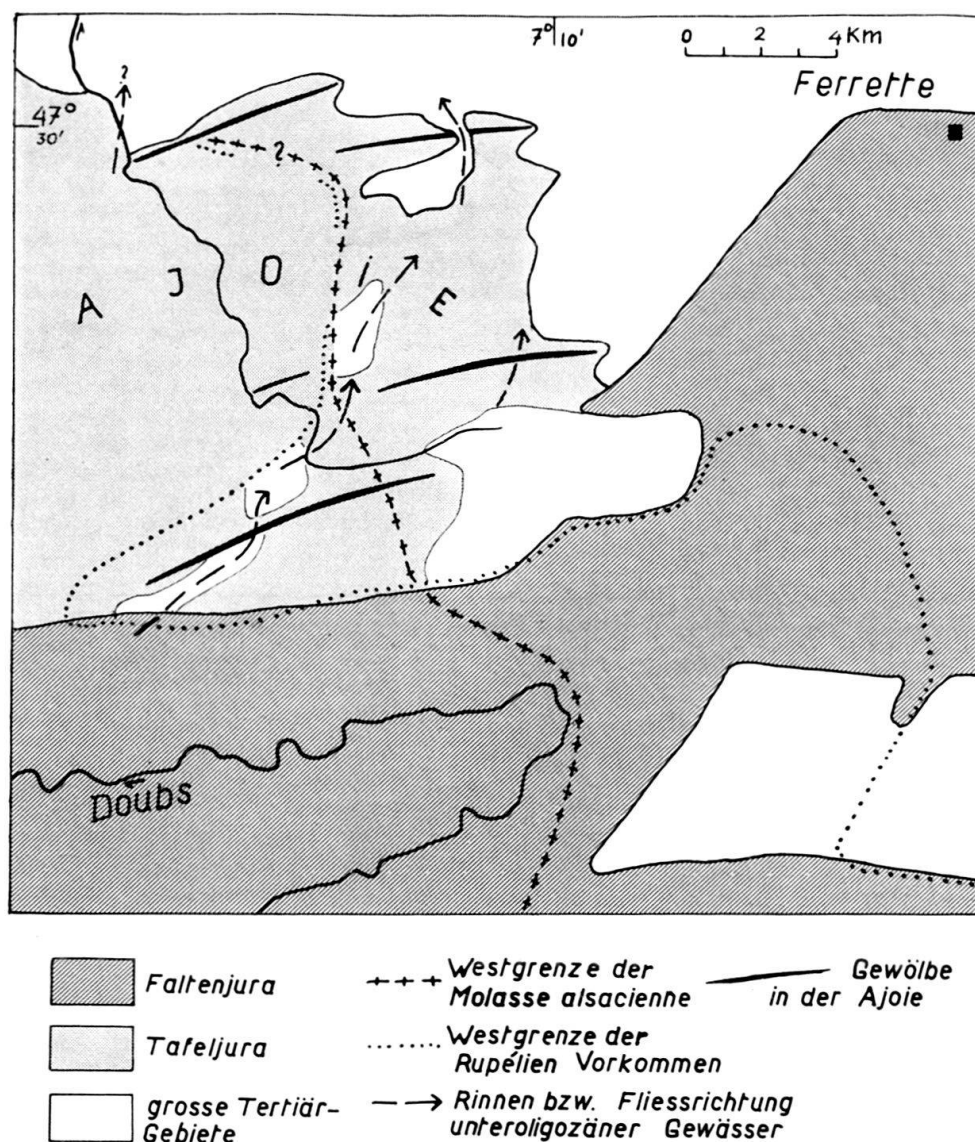 7° 10'
0 2 4 Km
Ferrette
47°
30'
?
?
A J O E
Doubs
Faltenjura
Tafeljura
grosse Tertiär-
Gebiete
Westgrenze der
Molasse alsacienne
Westgrenze der
Rupélien Vorkommen
Rinnen bzw. Fliessrichtung
unteroligozäner Gewässer
Gewölbe
in der Ajoie